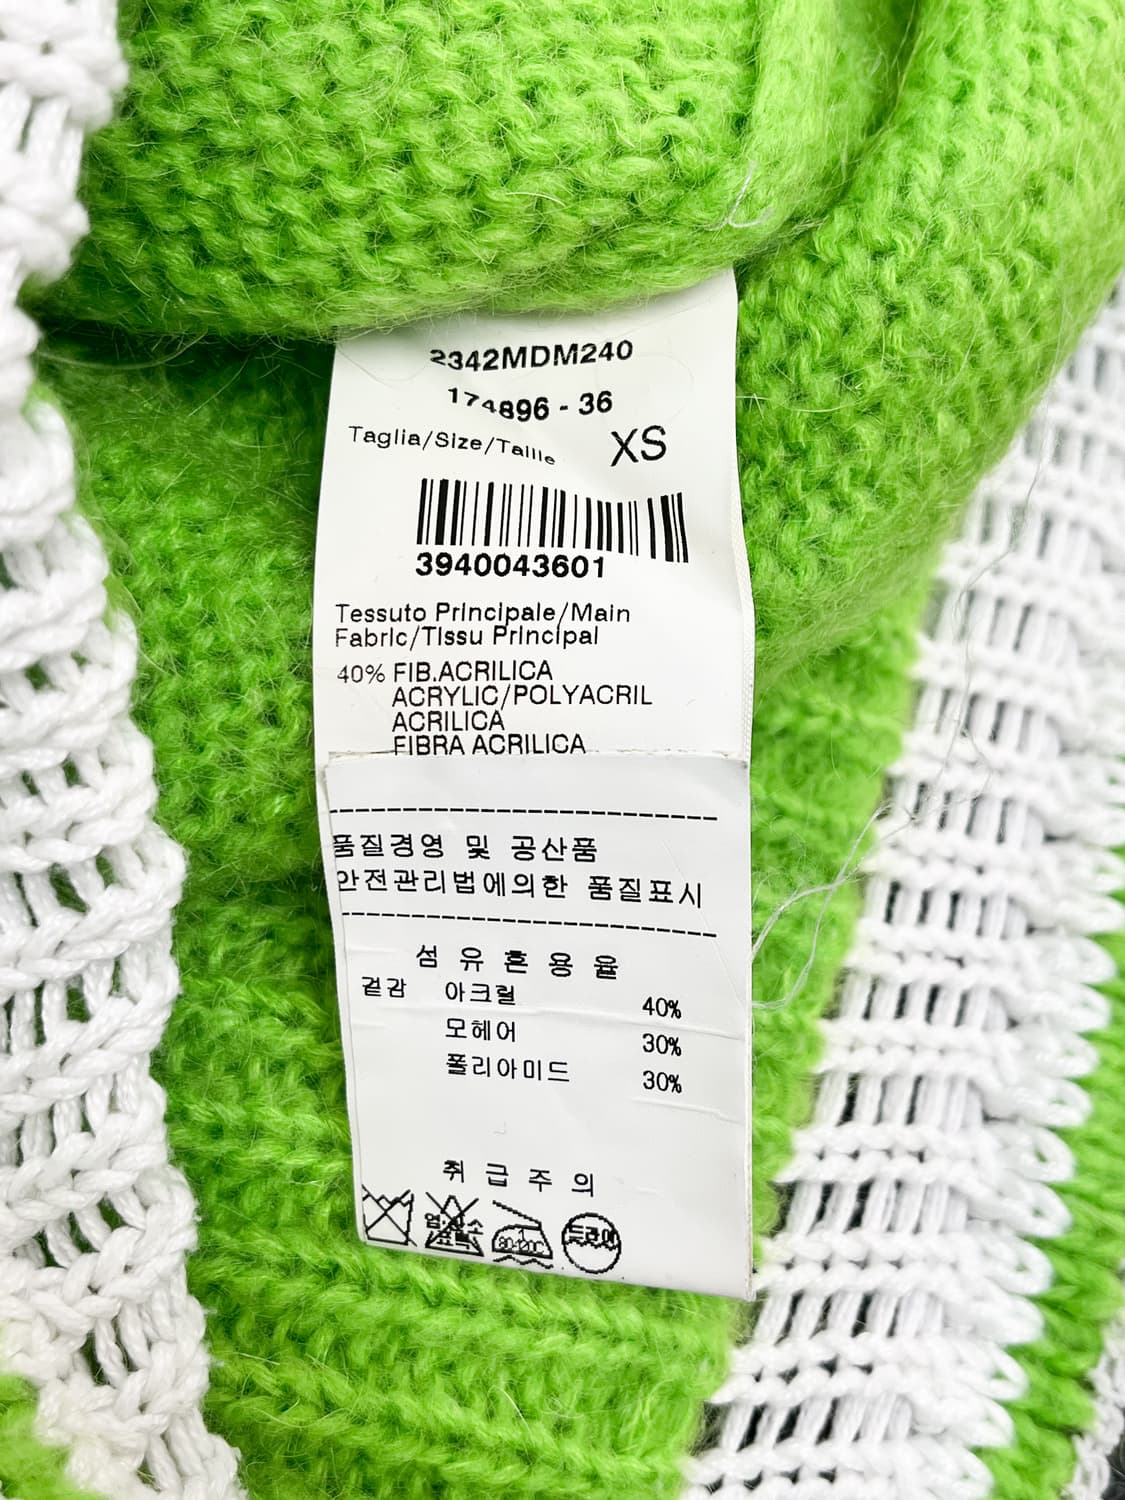 2342MDM240
174896 - 36
Taglia/Size/Taille XS
3940043601
Tessuto Principale/Main
Fabric/Tissu Principal
40% FIB.ACRILICA
ACRYLIC/POLYACRIL
ACRILICA
FIBRA ACRILICA
품질경영 및 공산품
안전관리법에의한 품질표시
섬 유 혼 용 율
겉감 아크릴 40%
모헤어 30%
폴리아미드 30%
취 급 주 의
드라이